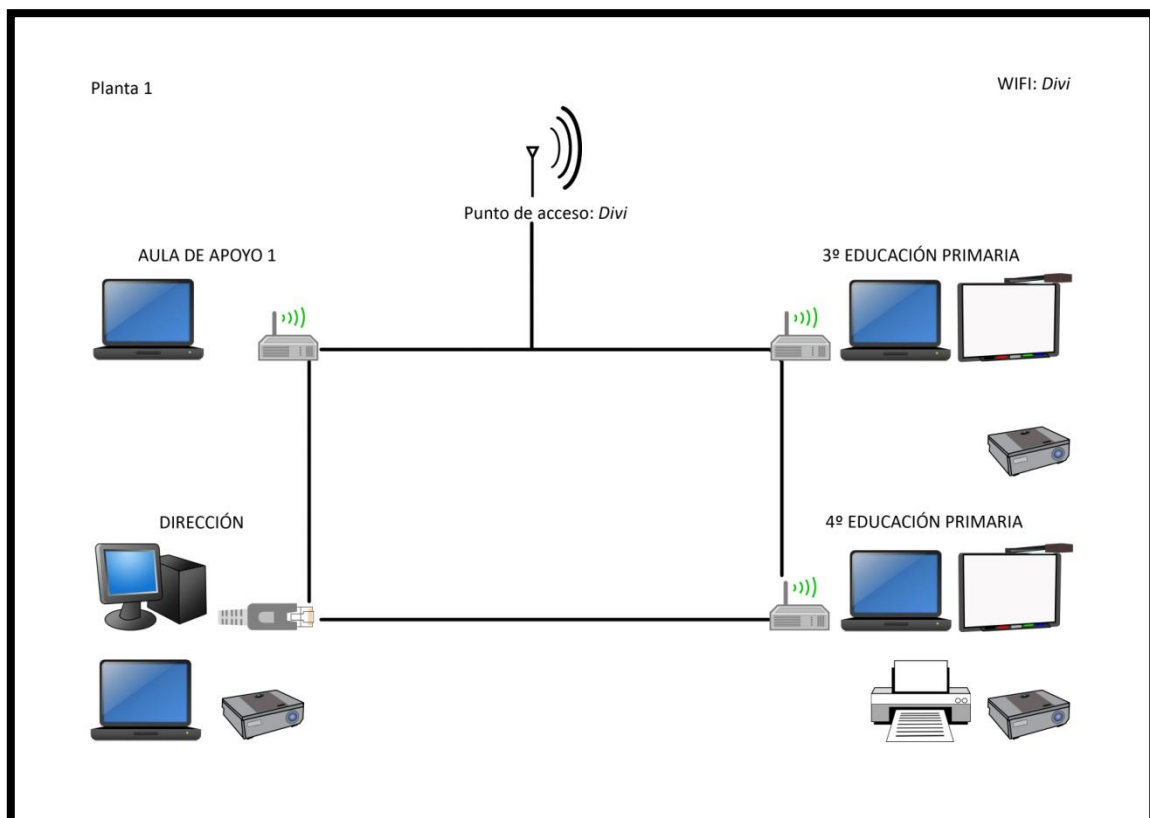 Planta 1
WIFI: Divi
Punto de acceso: Divi
AULA DE APOYO 1
3º EDUCACIÓN PRIMARIA
DIRECCIÓN
4º EDUCACIÓN PRIMARIA